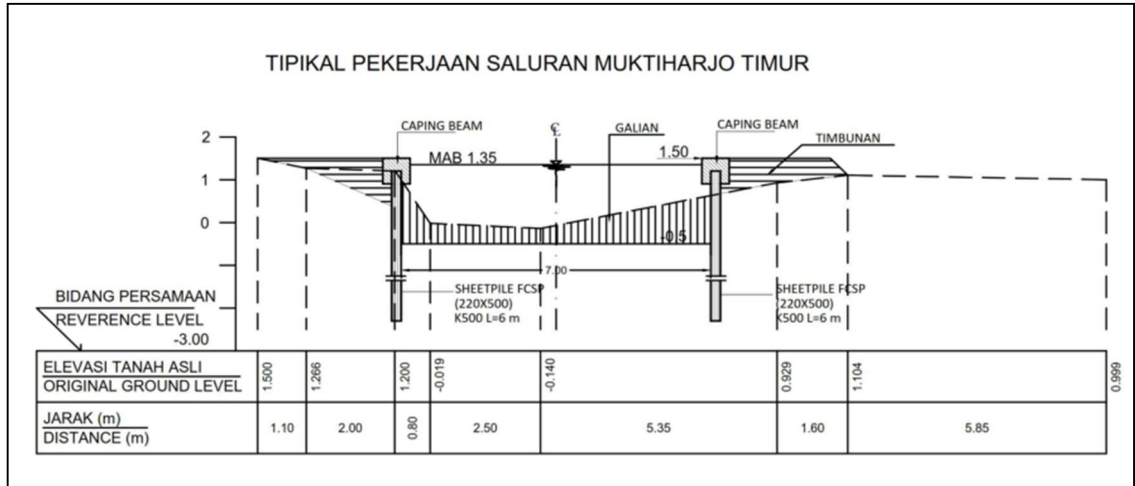 TIPIKAL PEKERJAAN SALURAN MUKTIHARJO TIMUR
CAPING BEAM
℄
GALIAN
CAPING BEAM
TIMBUNAN
2
MAB 1.35
1.50
1
0
-0.5
7.00
SHEETPILE FCSP
(220X500)
K500 L=6 m
SHEETPILE FCSP
(220X500)
K500 L=6 m
BIDANG PERSAMAAN
REVERENCE LEVEL
-3.00
ELEVASI TANAH ASLI
ORIGINAL GROUND LEVEL
1.500
1.266
1.200
-0.019
-0.140
0.929
1.104
0.999
JARAK (m)
DISTANCE (m)
1.10
2.00
0.80
2.50
5.35
1.60
5.85